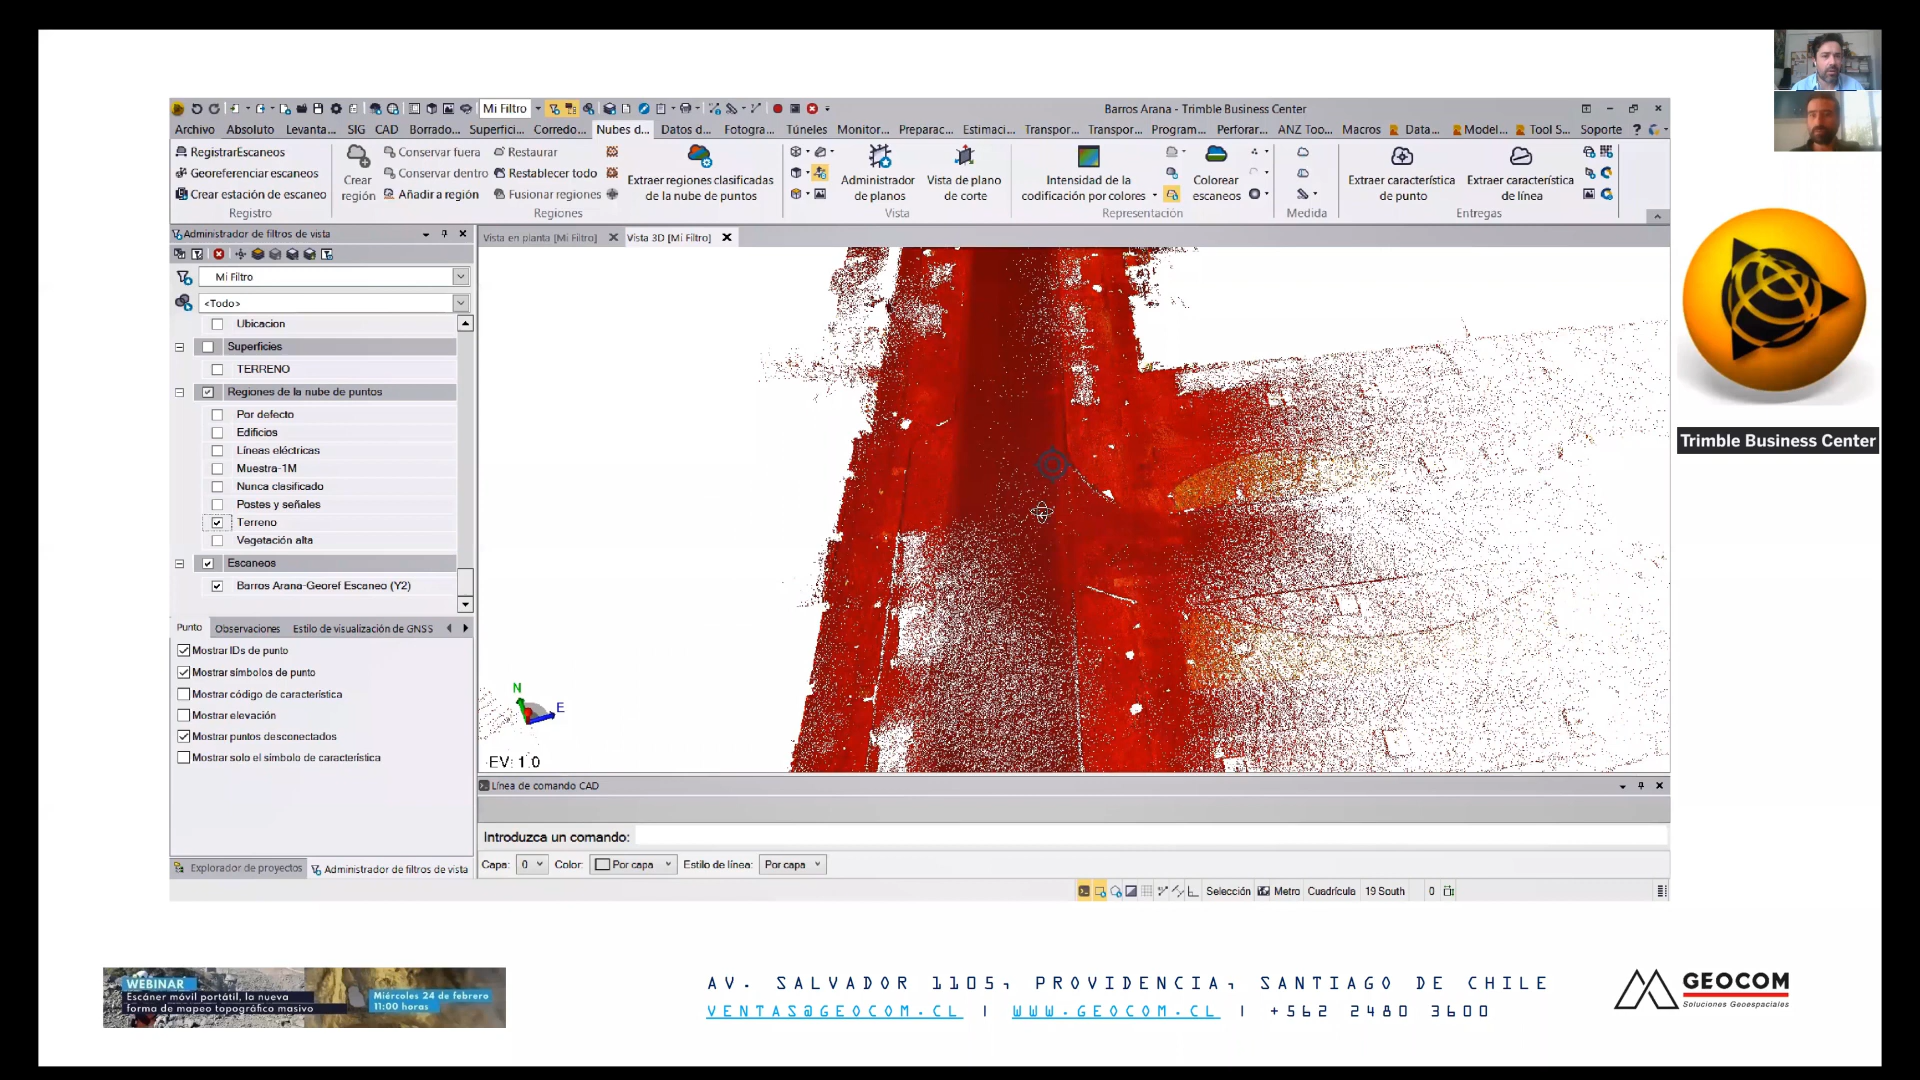 Mi Filtro
Barros Arana - Trimble Business Center
Archivo Absoluto Levanta... SIG CAD Borrado... Superfici... Corredo... Nubes d... Datos d... Fotogra... Túneles Monitor... Preparac... Estimaci... Transpor... Transpor... Program... Perforar... ANZ Too... Macros Data... Model... Tool S... Soporte ?
RegistrarEscaneos
Georeferenciar escaneos
Crear estación de escaneo
Registro
Crear región
Conservar fuera
Conservar dentro
Añadir a región
Restaurar
Restablecer todo
Fusionar regiones
Extraer regiones clasificadas
de la nube de puntos
Regiones
Administrador
de planos
Vista de plano
de corte
Vista
Intensidad de la
codificación por colores
Colorear
escaneos
Representación
Medida
Extraer característica
de punto
Extraer característica
de línea
Entregas
Administrador de filtros de vista
Mi Filtro
<Todo>
Ubicacion
Superficies
TERRENO
Regiones de la nube de puntos
Por defecto
Edificios
Líneas eléctricas
Muestra-1M
Nunca clasificado
Postes y señales
Terreno
Vegetación alta
Escaneos
Barros Arana-Georef Escaneo (Y2)
Punto Observaciones Estilo de visualización de GNSS
Mostrar IDs de punto
Mostrar símbolos de punto
Mostrar código de característica
Mostrar elevación
Mostrar puntos desconectados
Mostrar solo el símbolo de característica
Explorador de proyectos Administrador de filtros de vista
Vista en planta [Mi Filtro] Vista 3D [Mi Filtro]
N
E
EV: 1.0
Línea de comando CAD
Introduzca un comando:
Capa: 0 Color: Por capa Estilo de línea: Por capa
Selección Metro Cuadrícula 19 South 0
Trimble Business Center
WEBINAR
Escáner móvil portátil, la nueva
forma de mapeo topográfico masivo
Miércoles 24 de febrero
11:00 horas
AV. SALVADOR 1105, PROVIDENCIA, SANTIAGO DE CHILE
VENTAS@GEOCOM.CL | WWW.GEOCOM.CL | +562 2480 3600
GEOCOM
Soluciones Geoespaciales